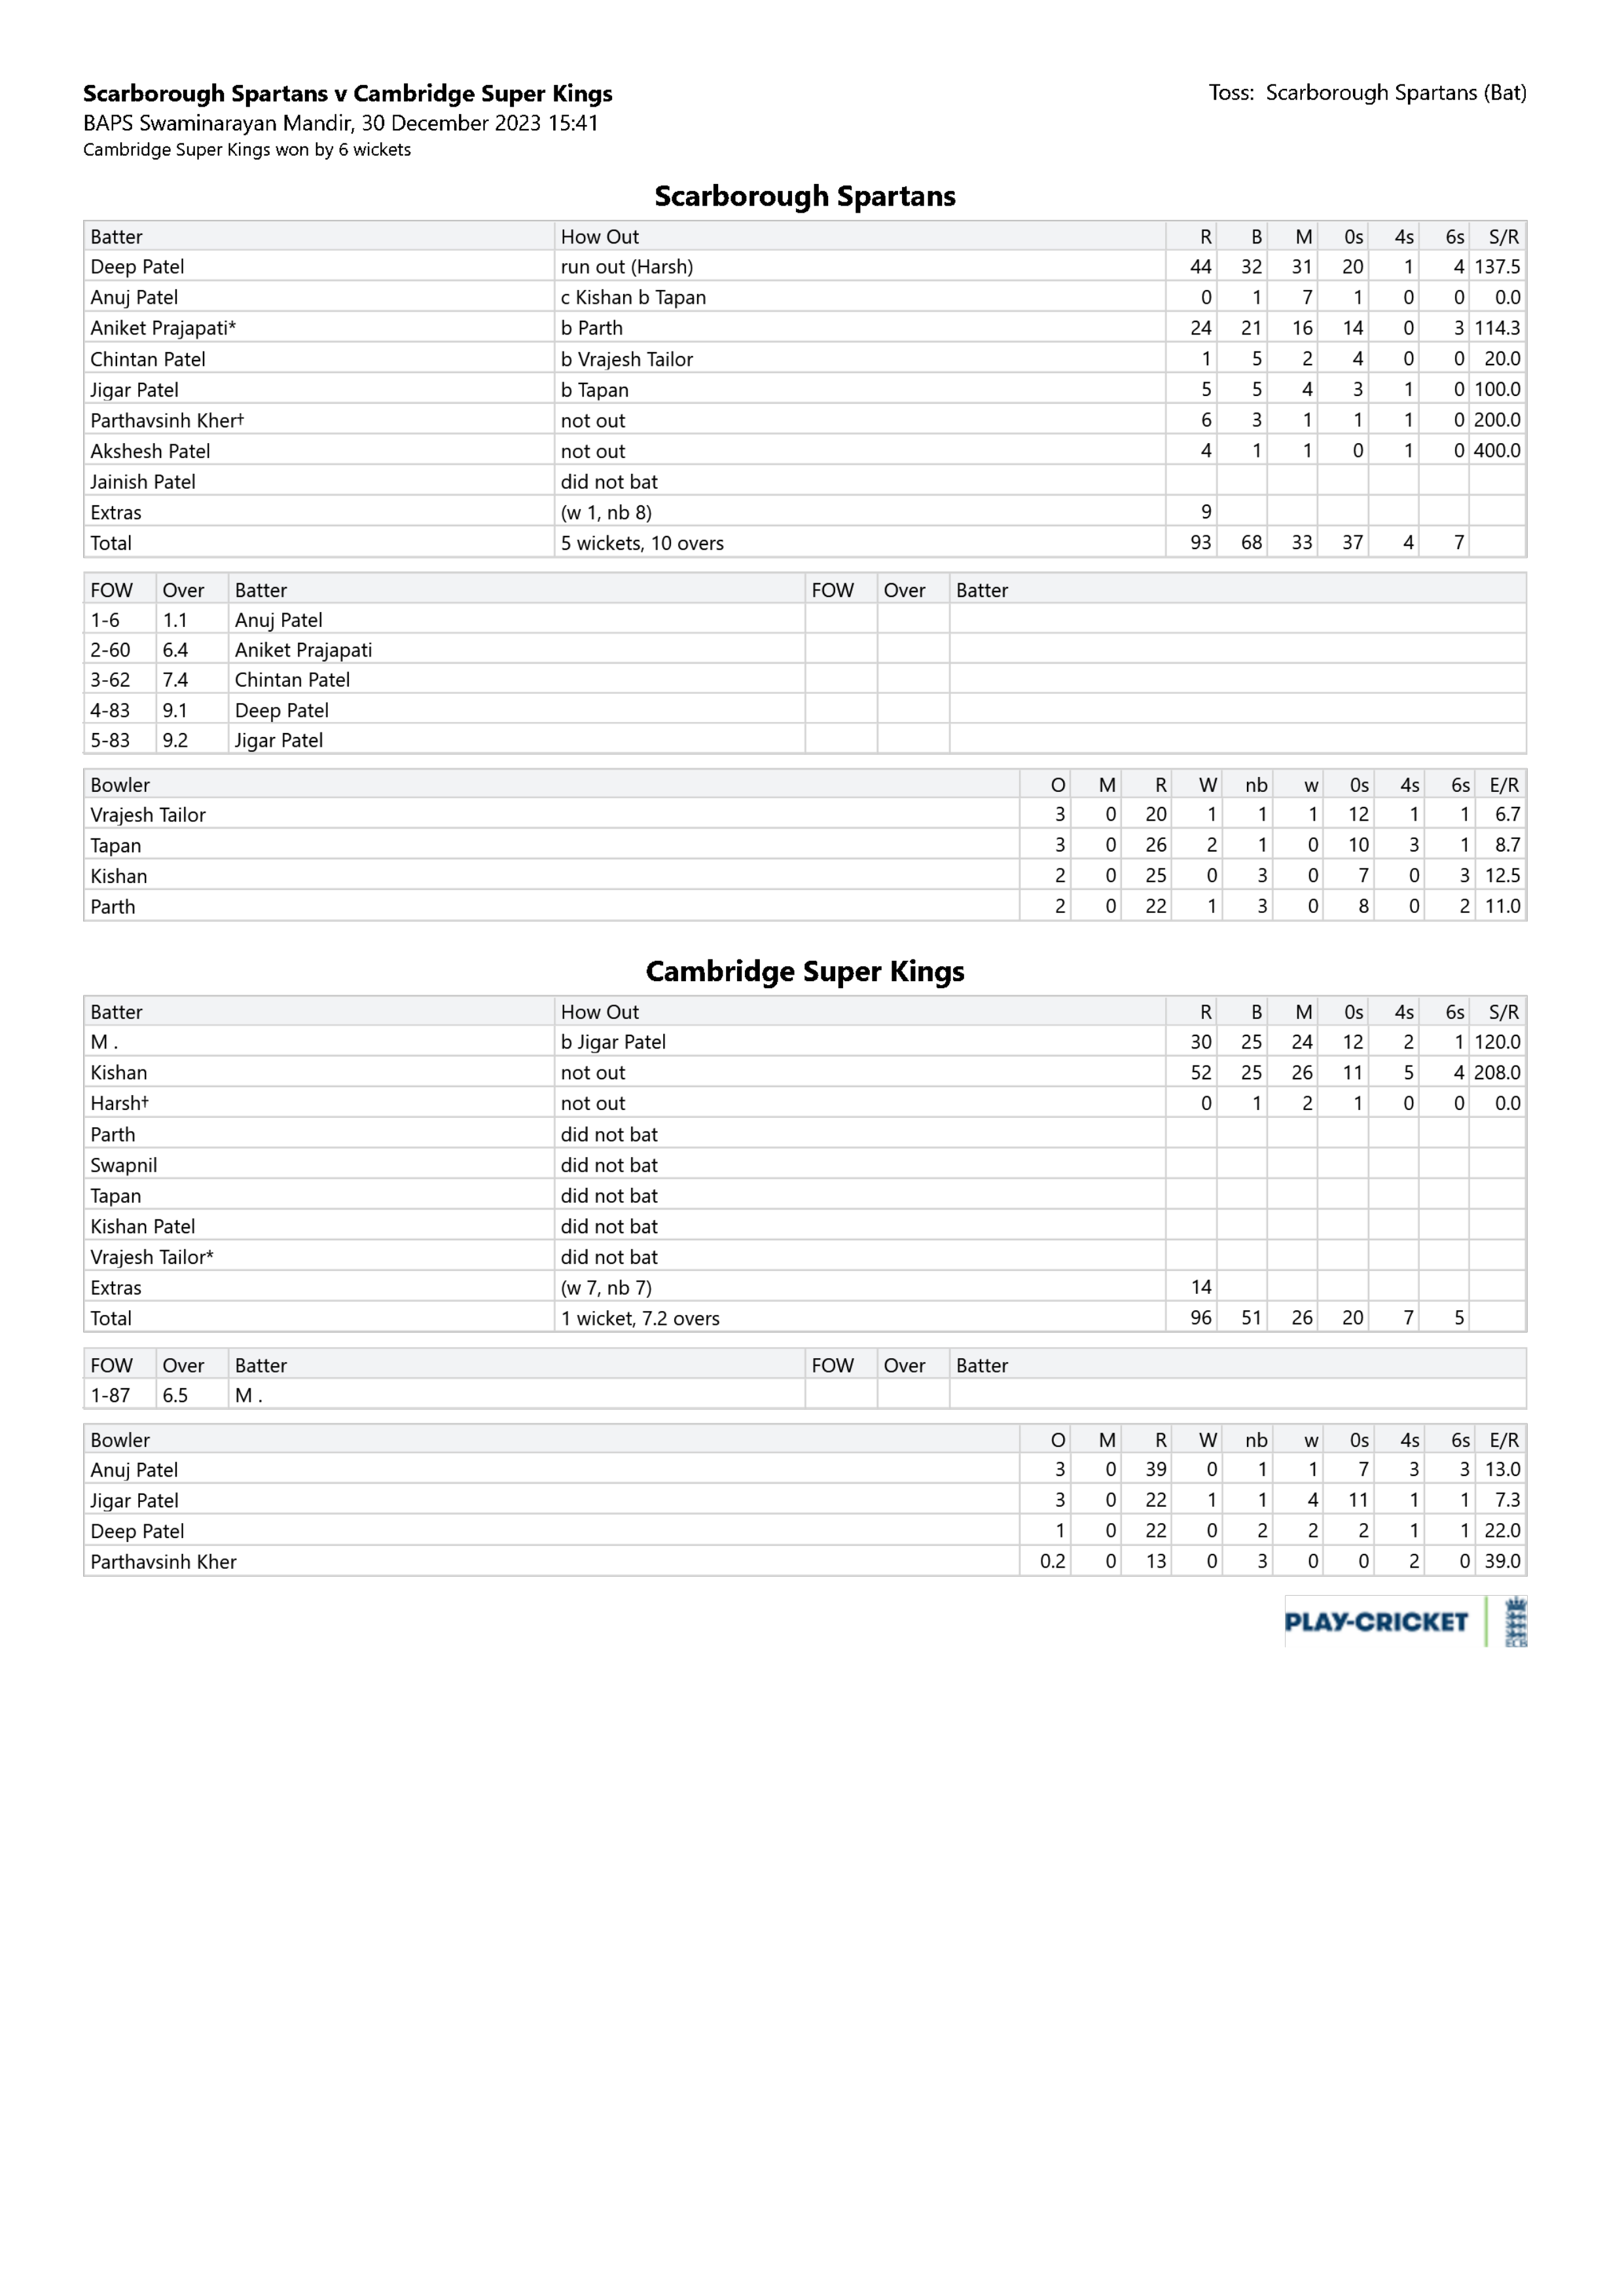 Scarborough Spartans v Cambridge Super Kings Toss: Scarborough Spartans (Bat)
BAPS Swaminarayan Mandir, 30 December 2023 15:41
Cambridge Super Kings won by 6 wickets
Scarborough Spartans
Batter How Out R B M 0s 4s 6s S/R
Deep Patel run out (Harsh) 44 32 31 20 1 4 137.5
Anuj Patel c Kishan b Tapan 0 1 7 1 0 0 0.0
Aniket Prajapati* b Parth 24 21 16 14 0 3 114.3
Chintan Patel b Vrajesh Tailor 1 5 2 4 0 0 20.0
Jigar Patel b Tapan 5 5 4 3 1 0 100.0
Parthavsinh Kher† not out 6 3 1 1 1 0 200.0
Akshesh Patel not out 4 1 1 0 1 0 400.0
Jainish Patel did not bat
Extras (w 1, nb 8) 9
Total 5 wickets, 10 overs 93 68 33 37 4 7
FOW Over Batter FOW Over Batter
1-6 1.1 Anuj Patel
2-60 6.4 Aniket Prajapati
3-62 7.4 Chintan Patel
4-83 9.1 Deep Patel
5-83 9.2 Jigar Patel
Bowler O M R W nb w 0s 4s 6s E/R
Vrajesh Tailor 3 0 20 1 1 1 12 1 1 6.7
Tapan 3 0 26 2 1 0 10 3 1 8.7
Kishan 2 0 25 0 3 0 7 0 3 12.5
Parth 2 0 22 1 3 0 8 0 2 11.0
Cambridge Super Kings
Batter How Out R B M 0s 4s 6s S/R
M . b Jigar Patel 30 25 24 12 2 1 120.0
Kishan not out 52 25 26 11 5 4 208.0
Harsh† not out 0 1 2 1 0 0 0.0
Parth did not bat
Swapnil did not bat
Tapan did not bat
Kishan Patel did not bat
Vrajesh Tailor* did not bat
Extras (w 7, nb 7) 14
Total 1 wicket, 7.2 overs 96 51 26 20 7 5
FOW Over Batter FOW Over Batter
1-87 6.5 M .
Bowler O M R W nb w 0s 4s 6s E/R
Anuj Patel 3 0 39 0 1 1 7 3 3 13.0
Jigar Patel 3 0 22 1 1 4 11 1 1 7.3
Deep Patel 1 0 22 0 2 2 2 1 1 22.0
Parthavsinh Kher 0.2 0 13 0 3 0 0 2 0 39.0
PLAY-CRICKET ECB